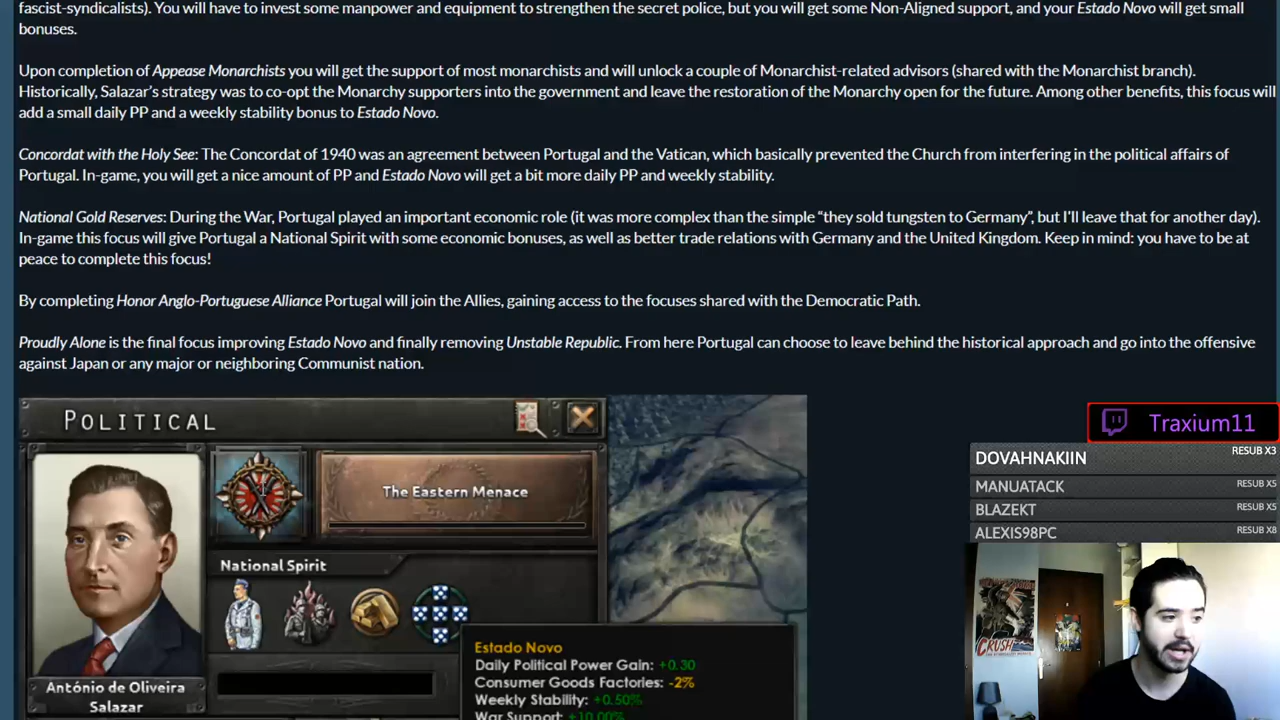 fascist-syndicalists). You will have to invest some manpower and equipment to strengthen the secret police, but you will get some Non-Aligned support, and your Estado Novo will get small
bonuses.
Upon completion of Appease Monarchists you will get the support of most monarchists and will unlock a couple of Monarchist-related advisors (shared with the Monarchist branch).
Historically, Salazar's strategy was to co-opt the Monarchy supporters into the government and leave the restoration of the Monarchy open for the future. Among other benefits, this focus will
add a small daily PP and a weekly stability bonus to Estado Novo.
Concordat with the Holy See: The Concordat of 1940 was an agreement between Portugal and the Vatican, which basically prevented the Church from interfering in the political affairs of
Portugal. In-game, you will get a nice amount of PP and Estado Novo will get a bit more daily PP and weekly stability.
National Gold Reserves: During the War, Portugal played an important economic role (it was more complex than the simple "they sold tungsten to Germany", but I'll leave that for another day).
In-game this focus will give Portugal a National Spirit with some economic bonuses, as well as better trade relations with Germany and the United Kingdom. Keep in mind: you have to be at
peace to complete this focus!
By completing Honor Anglo-Portuguese Alliance Portugal will join the Allies, gaining access to the focuses shared with the Democratic Path.
Proudly Alone is the final focus improving Estado Novo and finally removing Unstable Republic. From here Portugal can choose to leave behind the historical approach and go into the offensive
against Japan or any major or neighboring Communist nation.
POLITICAL
The Eastern Menace
National Spirit
António de Oliveira
Salazar
Estado Novo
Daily Political Power Gain: +0.30
Consumer Goods Factories: -2%
Weekly Stability: +0.50%
War Support: +10.00%
Traxium11
DOVAHNAKIIN RESUB X3
MANUATACK RESUB X5
BLAZEKT RESUB X5
ALEXIS98PC RESUB X8
CRUSH